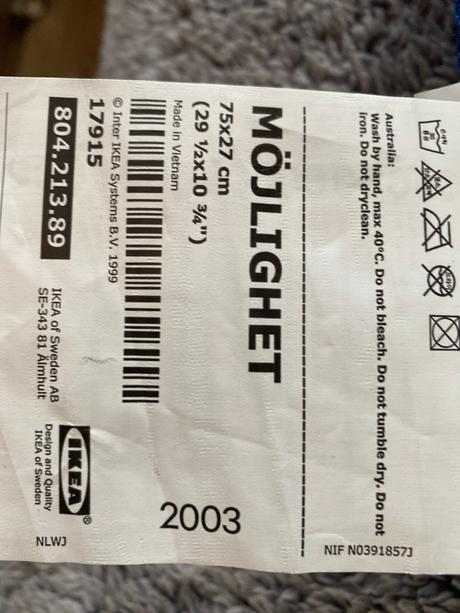 Australia:
Wash by hand, max 40°C. Do not bleach. Do not tumble dry. Do not
iron. Do not dryclean.
NIF N0391857J
MÖJLIGHET
75x27 cm
(29 ½x10 ¾")
Made in Vietnam
2003
© Inter IKEA Systems B.V. 1999
17915
804.213.89
IKEA of Sweden AB
SE-343 81 Älmhult
IKEA®
Design and Quality
IKEA of Sweden
NLWJ